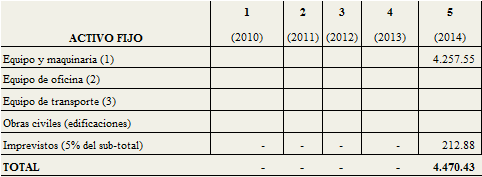 1 2 3 4 5
ACTIVO FIJO (2010) (2011) (2012) (2013) (2014)
Equipo y maquinaria (1) 4.257.55
Equipo de oficina (2)
Equipo de transporte (3)
Obras civiles (edificaciones)
Imprevistos (5% del sub-total) - - - - 212.88
TOTAL - - - - 4.470.43